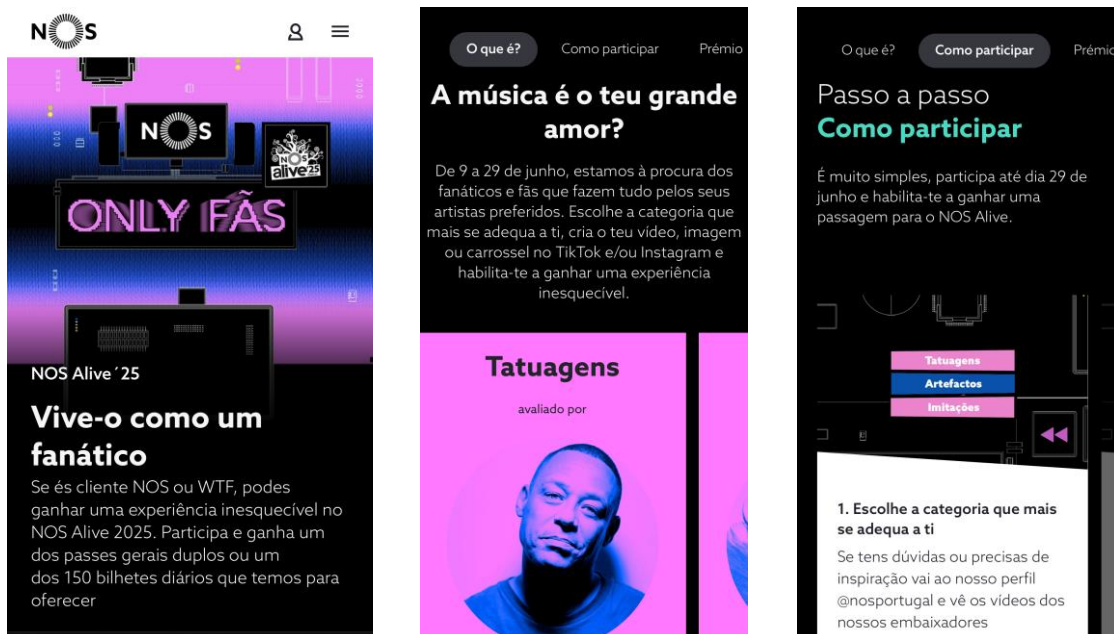 NOS
NOS
NOS
alive25
ONLY FÃS
NOS Alive ´25
Vive-o como um
fanático
Se és cliente NOS ou WTF, podes
ganhar uma experiência inesquecível no
NOS Alive 2025. Participa e ganha um
dos passes gerais duplos ou um
dos 150 bilhetes diários que temos para
oferecer
O que é?
Como participar
Prémio
A música é o teu grande
amor?
De 9 a 29 de junho, estamos à procura dos
fanáticos e fãs que fazem tudo pelos seus
artistas preferidos. Escolhe a categoria que
mais se adequa a ti, cria o teu vídeo, imagem
ou carrossel no TikTok e/ou Instagram e
habilita-te a ganhar uma experiência
inesquecível.
Tatuagens
avaliado por
O que é?
Como participar
Prémio
Passo a passo
Como participar
É muito simples, participa até dia 29 de
junho e habilita-te a ganhar uma
passagem para o NOS Alive.
Tatuagens
Artefactos
Imitações
1. Escolhe a categoria que mais
se adequa a ti
Se tens dúvidas ou precisas de
inspiração vai ao nosso perfil
@nosportugal e vê os vídeos dos
nossos embaixadores